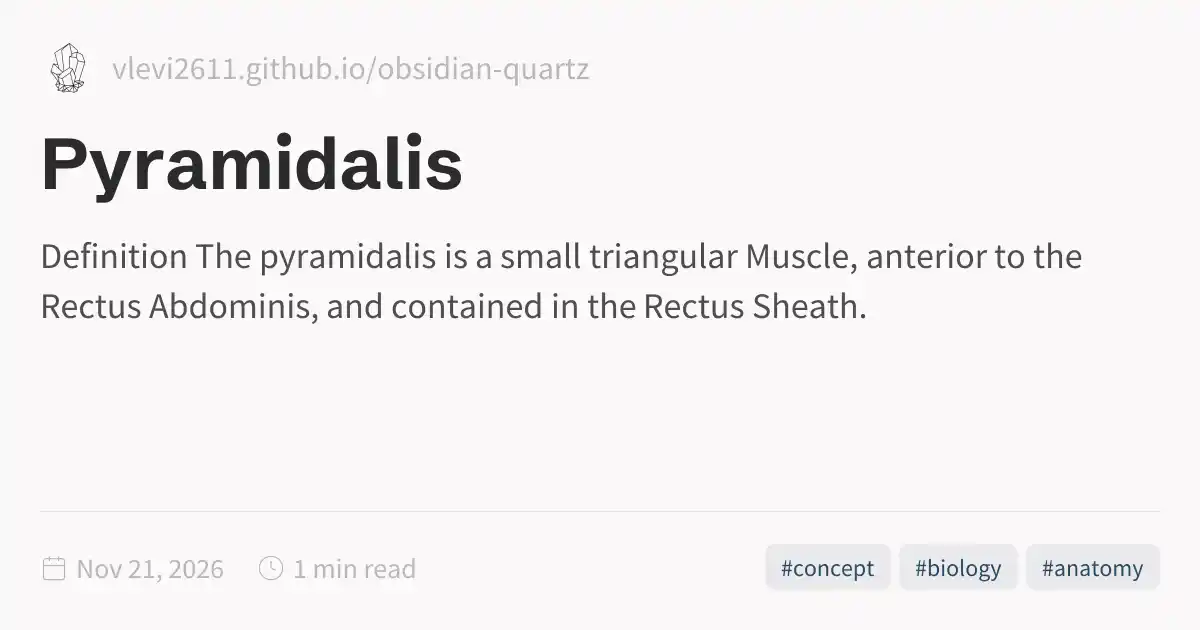 vlevi2611.github.io/obsidian-quartz
Pyramidalis
Definition The pyramidalis is a small triangular Muscle, anterior to the
Rectus Abdominis, and contained in the Rectus Sheath.
Nov 21, 2026 1 min read #concept #biology #anatomy